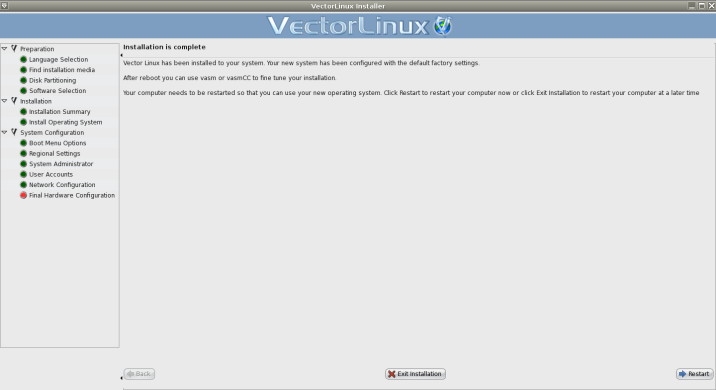 VectorLinux Installer
VectorLinux
Preparation
Language Selection
Find installation media
Disk Partitioning
Software Selection
Installation
Installation Summary
Install Operating System
System Configuration
Boot Menu Options
Regional Settings
System Administrator
User Accounts
Network Configuration
Final Hardware Configuration
Installation is complete
Vector Linux has been installed to your system. Your new system has been configured with the default factory settings.
After reboot you can use vasm or vasmCC to fine tune your installation.
Your computer needs to be restarted so that you can use your new operating system. Click Restart to restart your computer now or click Exit Installation to restart your computer at a later time
Back
Exit Installation
Restart